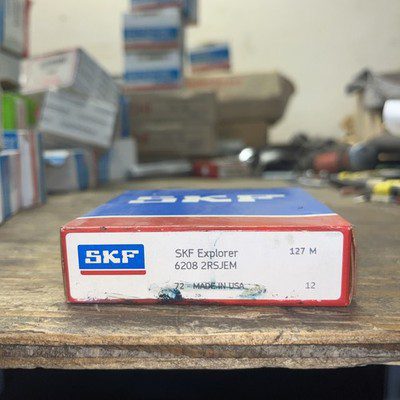 SKF
SKF
SKF Explorer 127 M
6208 2RSJEM
72 MADE IN USA 12